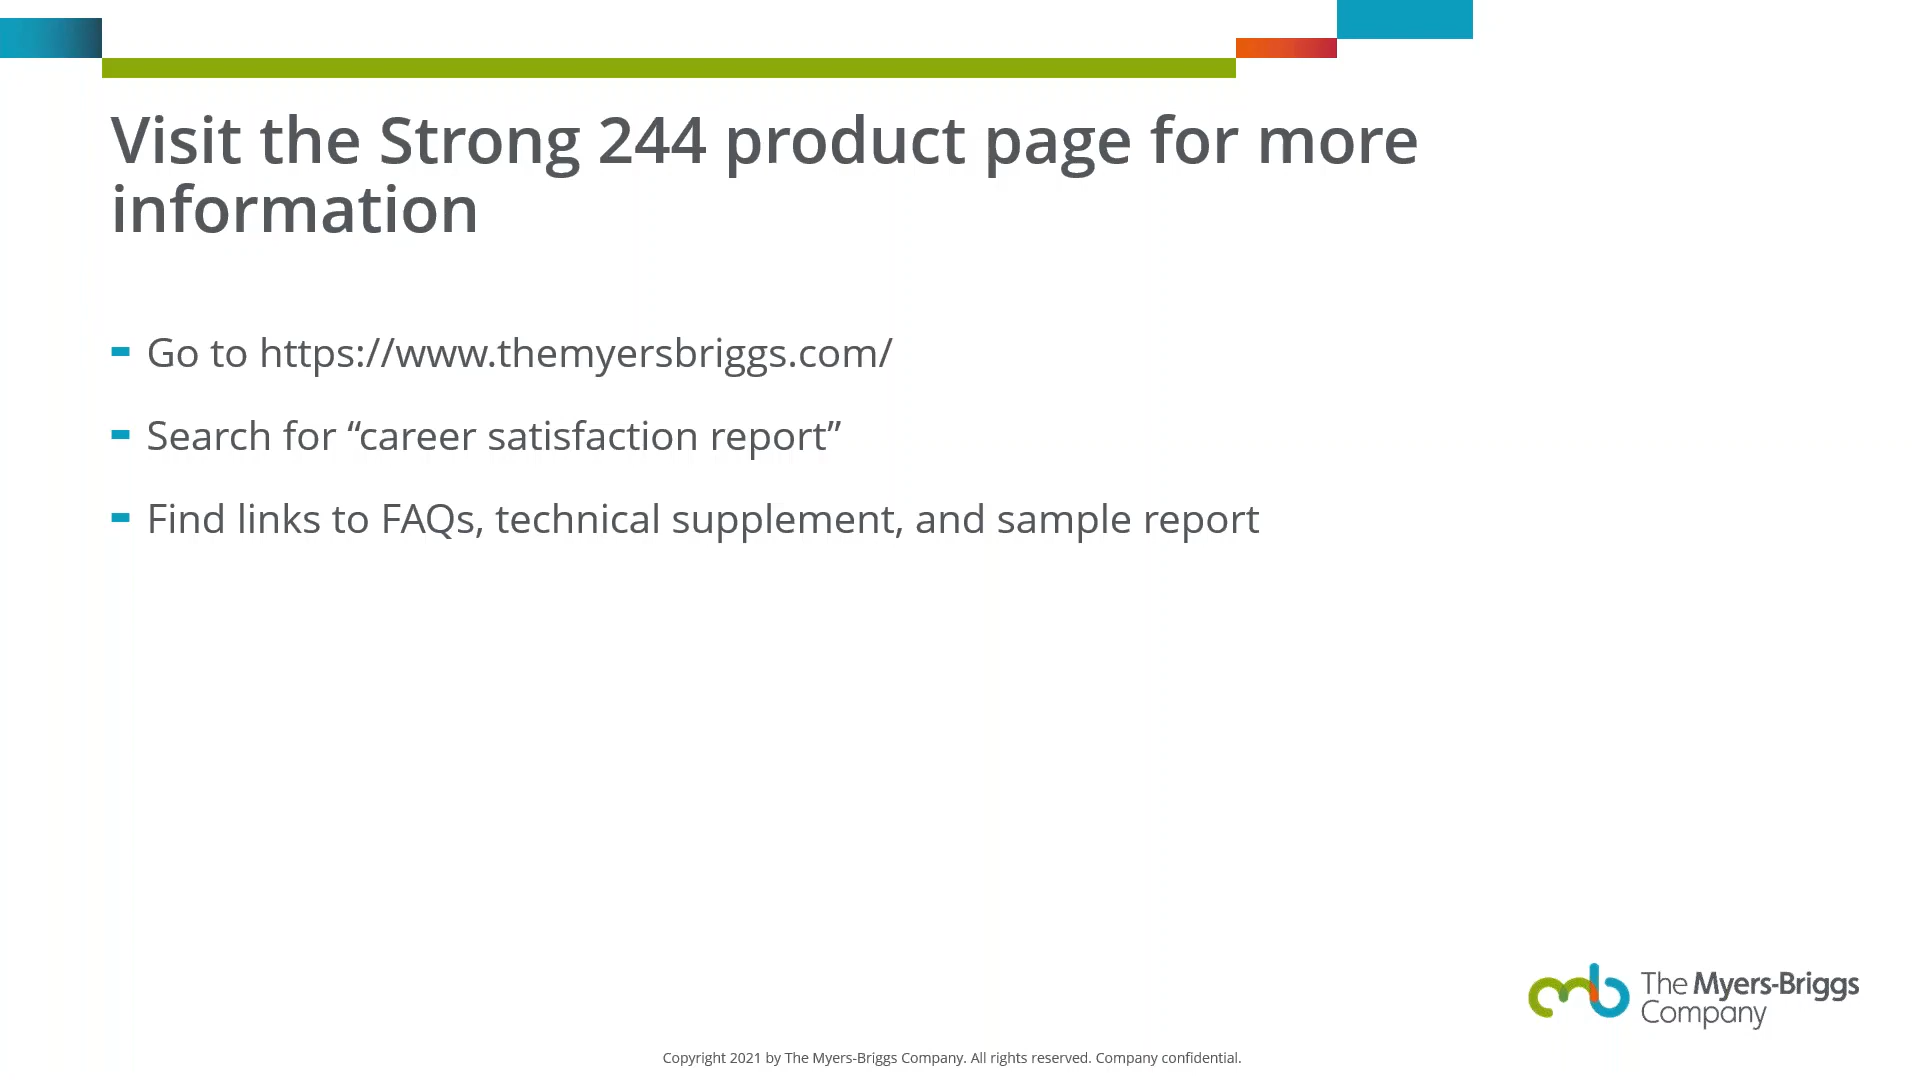 Visit the Strong 244 product page for more
information
Go to https://www.themyersbriggs.com/
Search for “career satisfaction report”
Find links to FAQs, technical supplement, and sample report
The Myers-Briggs
Company
Copyright 2021 by The Myers-Briggs Company. All rights reserved. Company confidential.